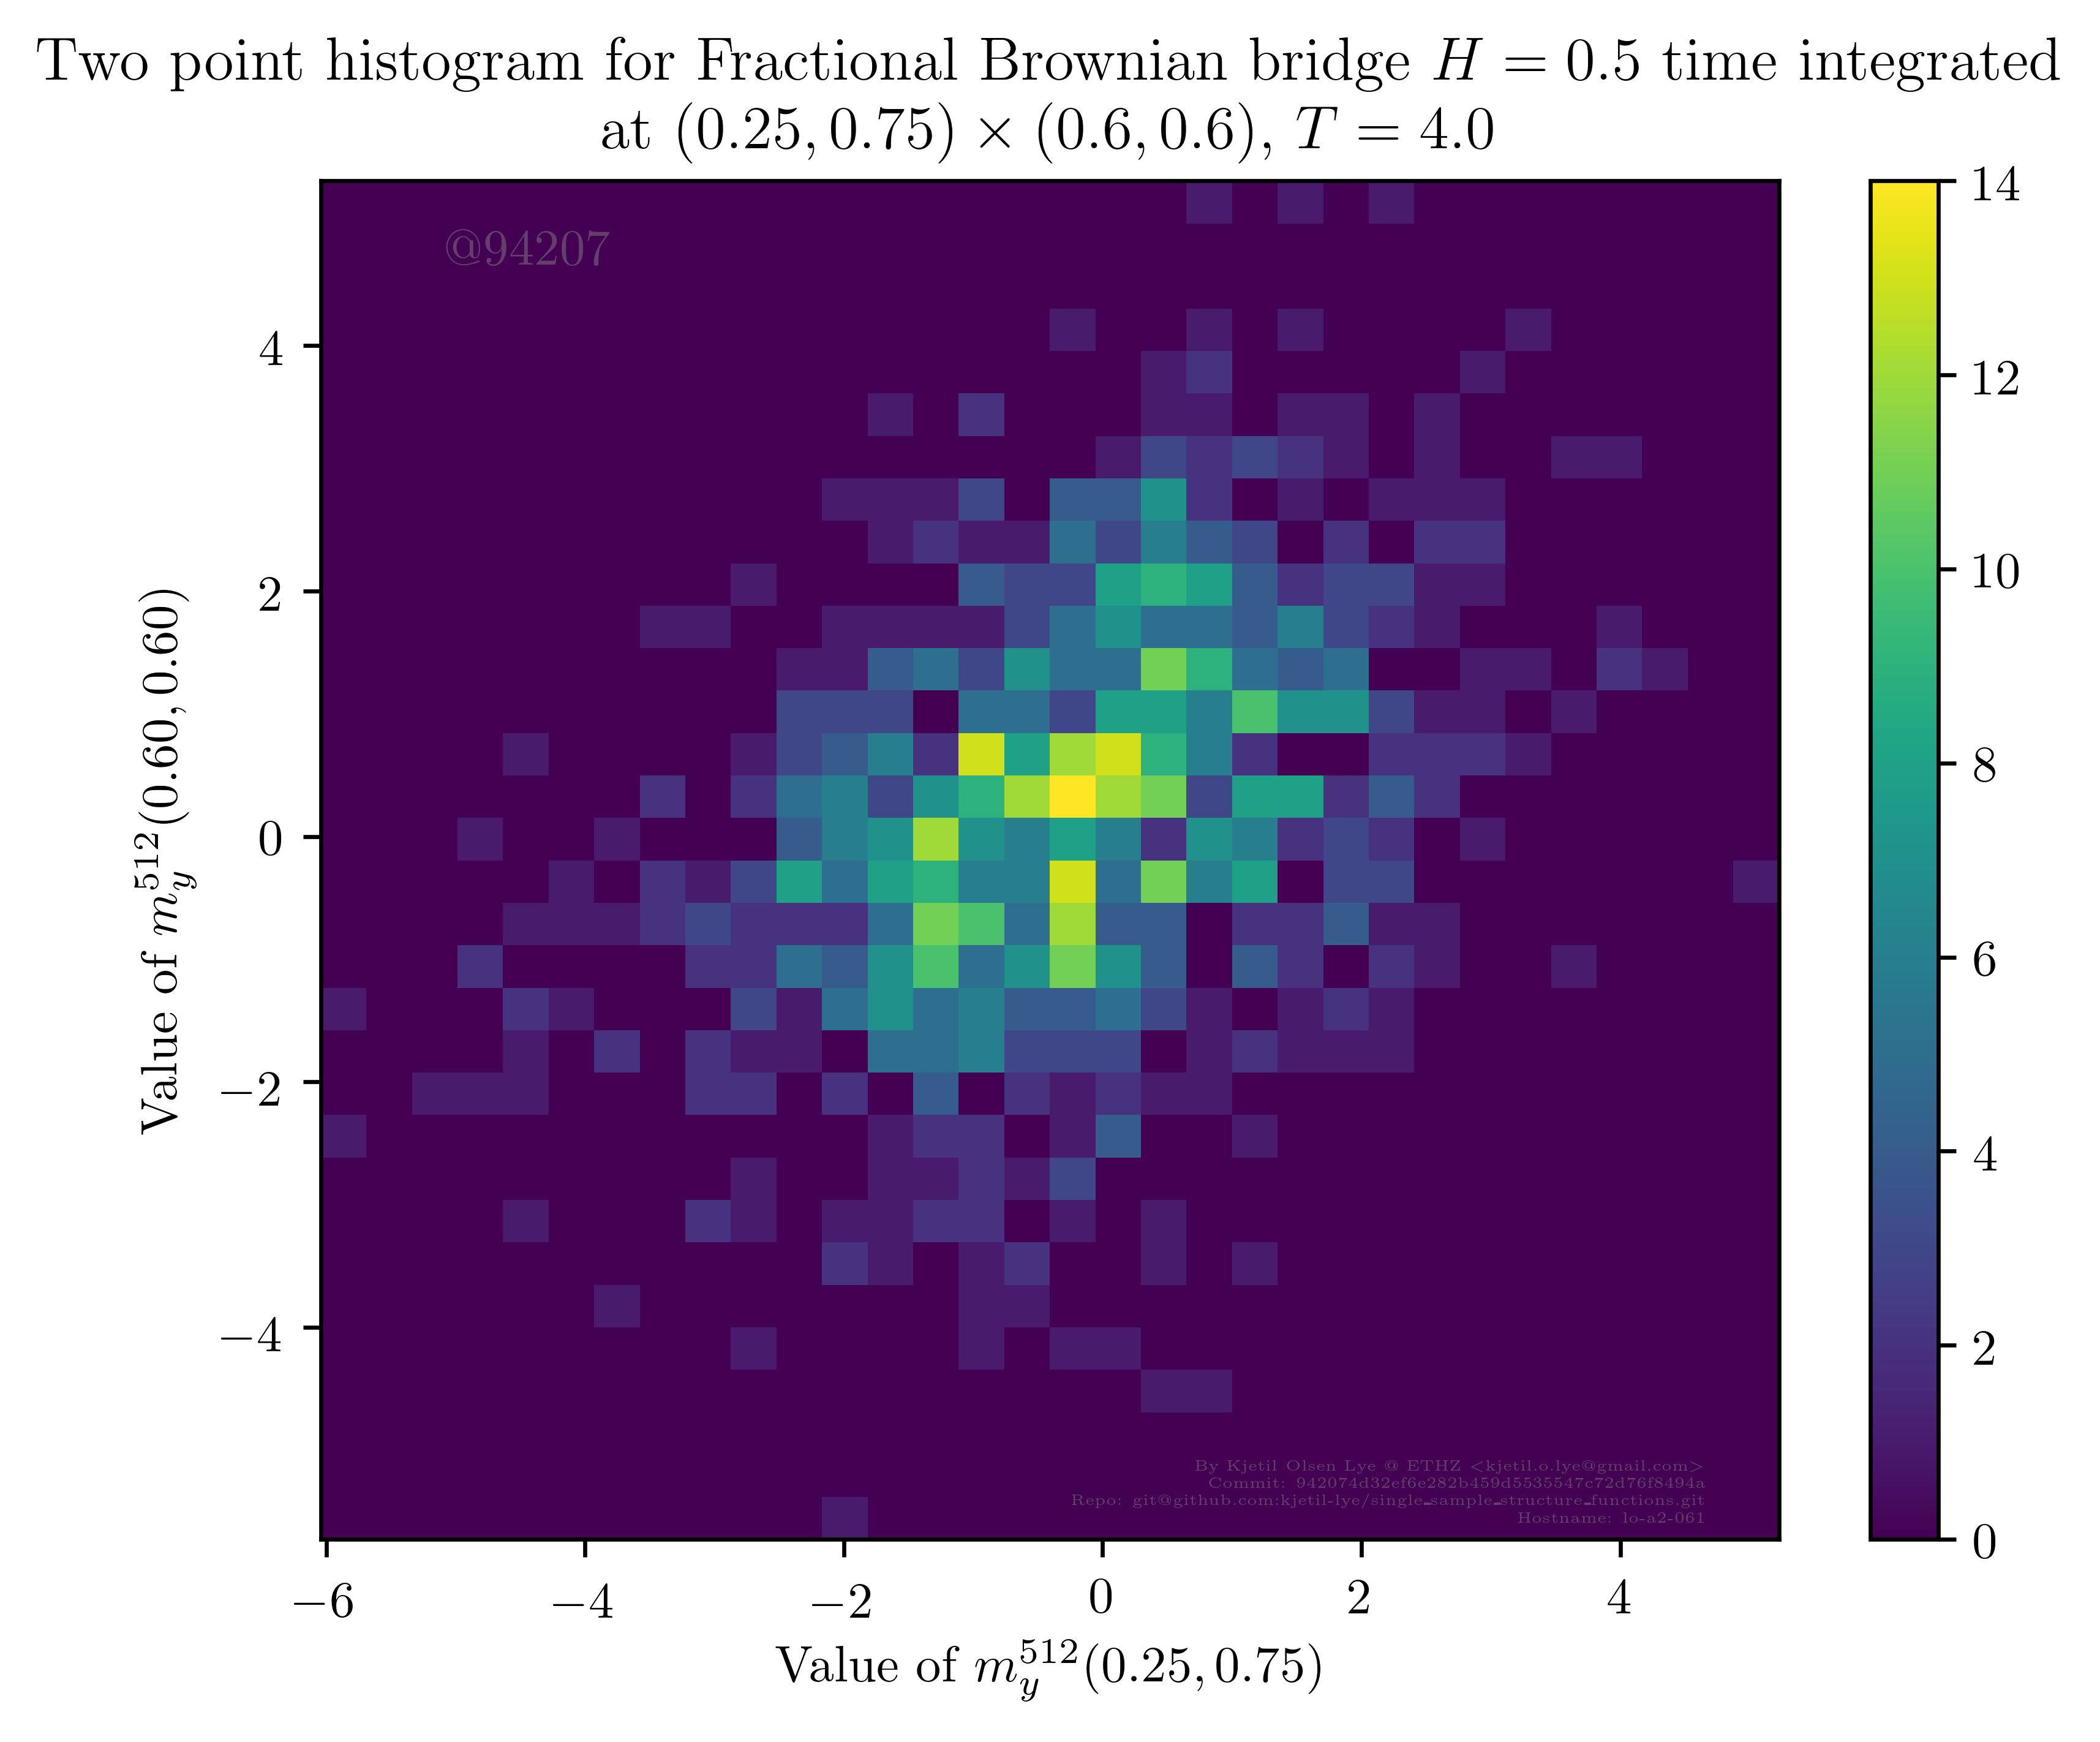 Two point histogram for Fractional Brownian bridge H = 0.5 time integrated
at (0.25, 0.75) × (0.6, 0.6), T = 4.0
@94207
4
2
0
−2
−4
Value of m_y^512(0.60, 0.60)
−6
−4
−2
0
2
4
Value of m_y^512(0.25, 0.75)
14
12
10
8
6
4
2
0
By Kjetil Olsen Lye @ ETHZ <kjetil.o.lye@gmail.com>
Commit: 942074d32ef6e282b459d5535547c72d76f8494a
Repo: git@github.com:kjetil-lye/single_sample_structure_functions.git
Hostname: lo-a2-061